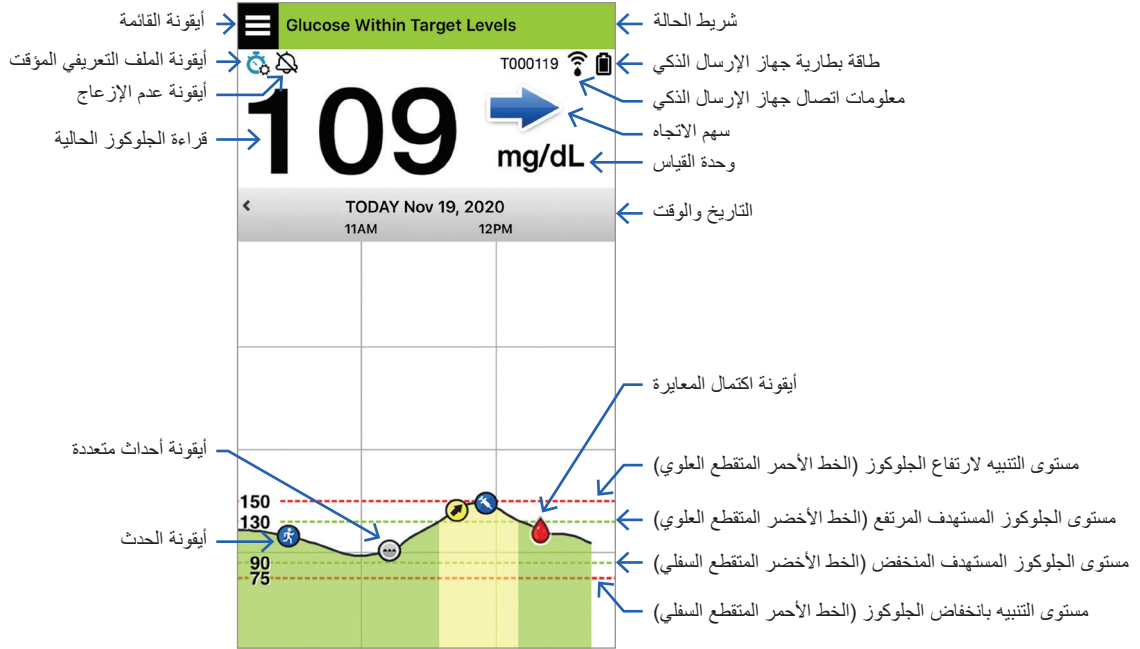 أيقونة القائمة
Glucose Within Target Levels
شريط الحالة
أيقونة الملف التعريفي المؤقت
T000119
طاقة بطارية جهاز الإرسال الذكي
أيقونة عدم الإزعاج
معلومات اتصال جهاز الإرسال الذكي
109
سهم الاتجاه
قراءة الجلوكوز الحالية
mg/dL
وحدة القياس
TODAY Nov 19, 2020
التاريخ والوقت
11AM
12PM
أيقونة اكتمال المعايرة
أيقونة أحداث متعددة
مستوى التنبيه لارتفاع الجلوكوز (الخط الأحمر المتقطع العلوي)
150
130
مستوى الجلوكوز المستهدف المرتفع (الخط الأخضر المتقطع العلوي)
أيقونة الحدث
90
مستوى الجلوكوز المستهدف المنخفض (الخط الأخضر المتقطع السفلي)
75
مستوى التنبيه بانخفاض الجلوكوز (الخط الأحمر المتقطع السفلي)